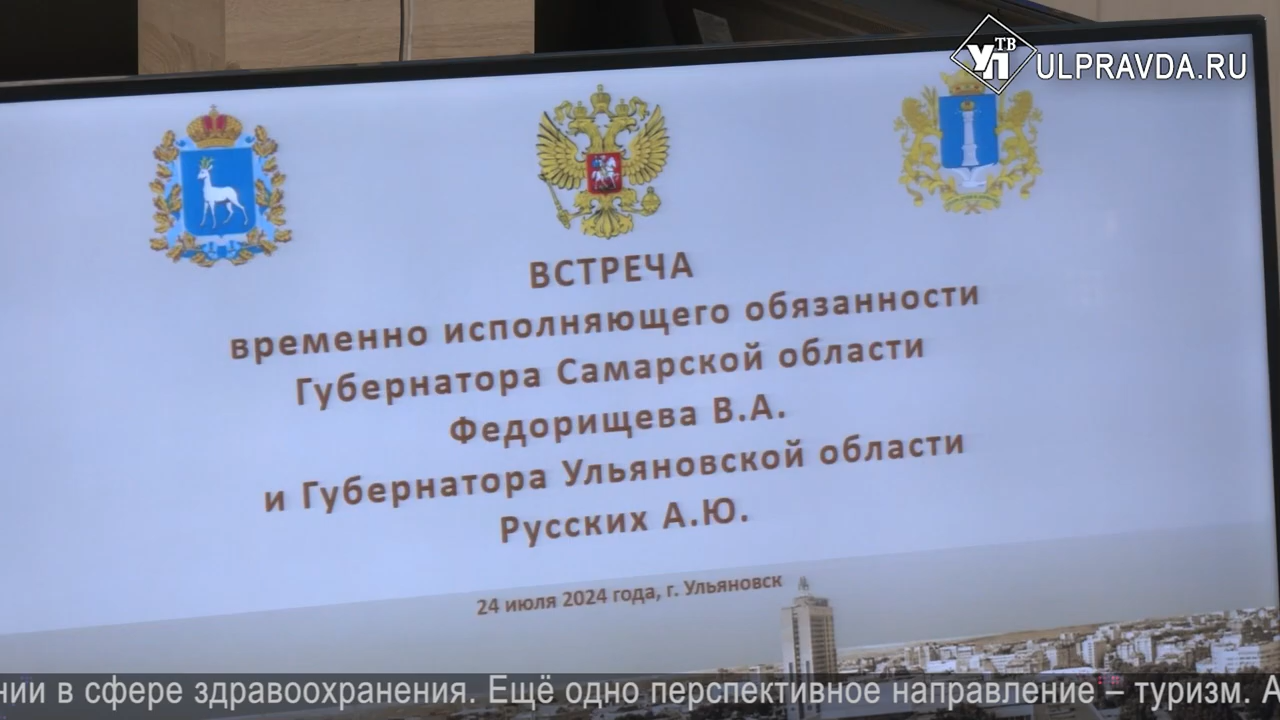 УП ТВ
ULPRAVDA.RU
ВСТРЕЧА
временно исполняющего обязанности
Губернатора Самарской области
Федорищева В.А.
и Губернатора Ульяновской области
Русских А.Ю.
24 июля 2024 года, г. Ульяновск
нии в сфере здравоохранения. Ещё одно перспективное направление – туризм. А